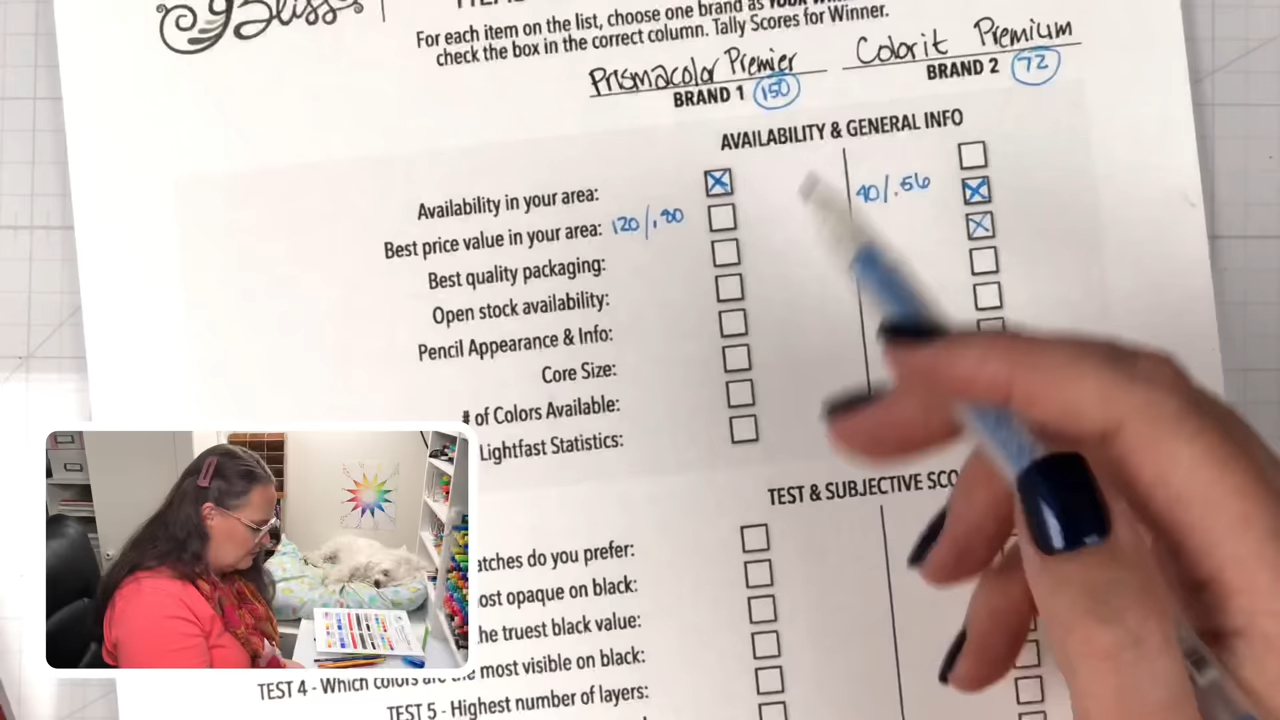 Bliss
For each item on the list, choose one brand as YOUR
check the box in the correct column. Tally Scores for Winner.
Prismacolor Premier Colorit Premium
BRAND 1 150 BRAND 2 72
AVAILABILITY & GENERAL INFO
Availability in your area:
Best price value in your area: 120/.80 40/.56
Best quality packaging:
Open stock availability:
Pencil Appearance & Info:
Core Size:
# of Colors Available:
Lightfast Statistics:
TEST & SUBJECTIVE SCO
atches do you prefer:
ost opaque on black:
he truest black value:
TEST 4 - Which colors are the most visible on black:
TEST 5 - Highest number of layers: